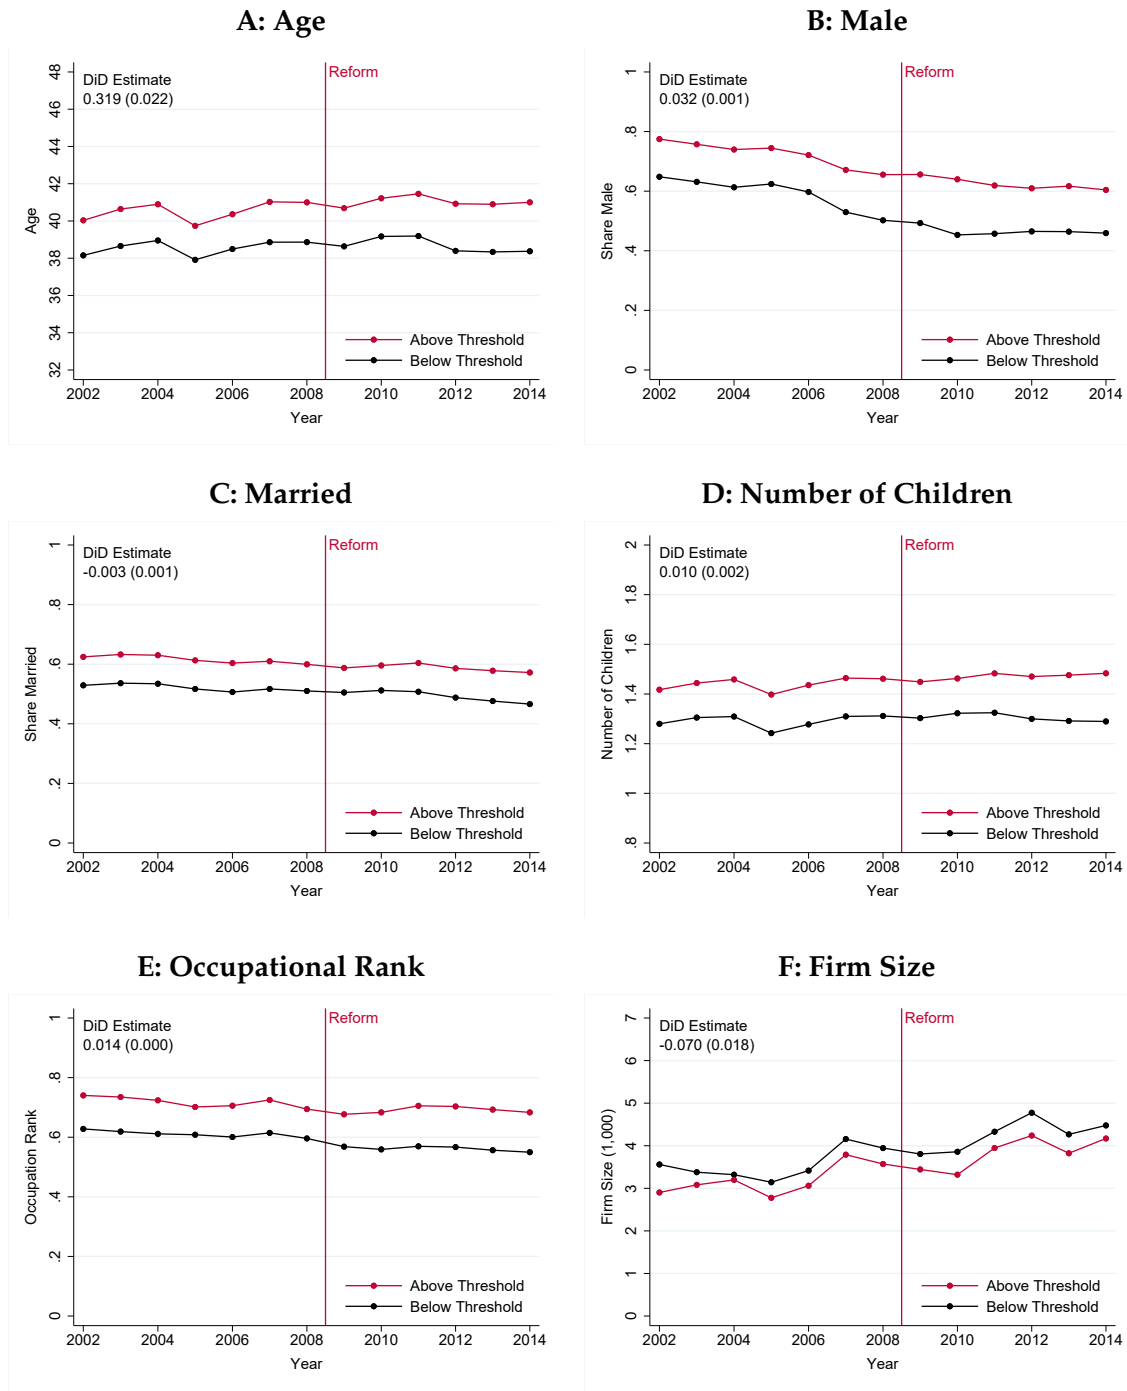 A: Age
DiD Estimate
0.319 (0.022)
Reform
48
46
44
42
40
38
36
34
32
Age
Above Threshold
Below Threshold
2002 2004 2006 2008 2010 2012 2014
Year
B: Male
DiD Estimate
0.032 (0.001)
Reform
1
.8
.6
.4
.2
0
Share Male
Above Threshold
Below Threshold
2002 2004 2006 2008 2010 2012 2014
Year
C: Married
DiD Estimate
-0.003 (0.001)
Reform
1
.8
.6
.4
.2
0
Share Married
Above Threshold
Below Threshold
2002 2004 2006 2008 2010 2012 2014
Year
D: Number of Children
DiD Estimate
0.010 (0.002)
Reform
2
1.8
1.6
1.4
1.2
1
.8
Number of Children
Above Threshold
Below Threshold
2002 2004 2006 2008 2010 2012 2014
Year
E: Occupational Rank
DiD Estimate
0.014 (0.000)
Reform
1
.8
.6
.4
.2
0
Occupation Rank
Above Threshold
Below Threshold
2002 2004 2006 2008 2010 2012 2014
Year
F: Firm Size
DiD Estimate
-0.070 (0.018)
Reform
7
6
5
4
3
2
1
0
Firm Size (1,000)
Above Threshold
Below Threshold
2002 2004 2006 2008 2010 2012 2014
Year